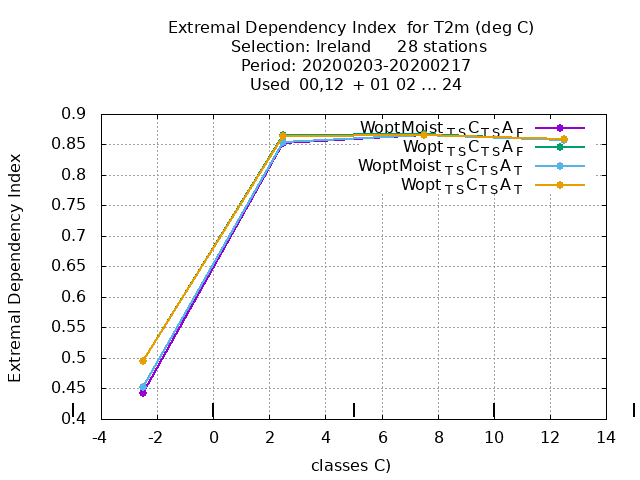 Extremal Dependency Index for T2m (deg C)
Selection: Ireland 28 stations
Period: 20200203-20200217
Used 00,12 + 01 02 ... 24
Extremal Dependency Index
0.9
0.85
0.8
0.75
0.7
0.65
0.6
0.55
0.5
0.45
0.4
WoptMoist TS C TS A F
Wopt TS C TS A F
WoptMoist TS C TS A T
Wopt TS C TS A T
-4 -2 0 2 4 6 8 10 12 14
classes C)